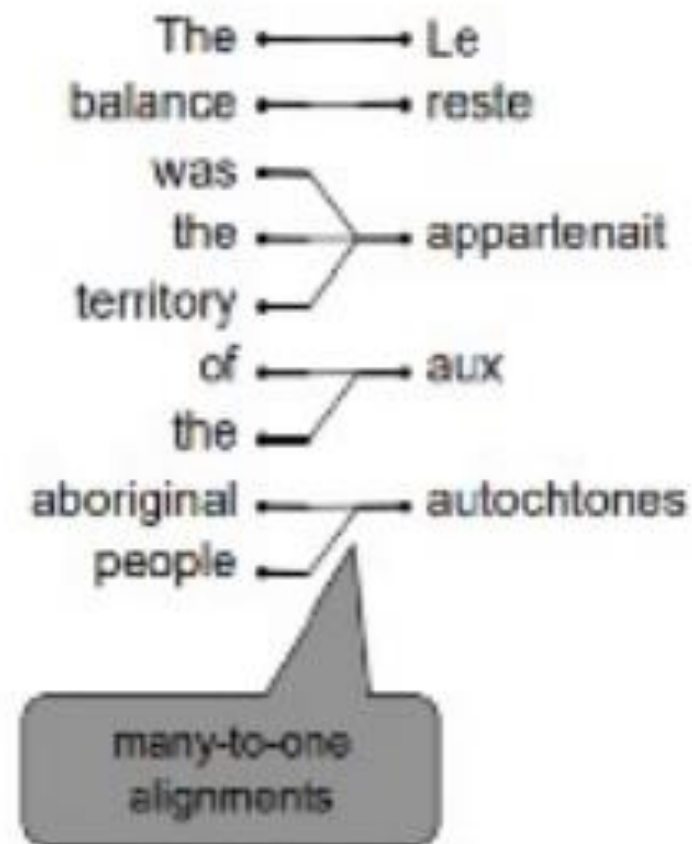 The Le
balance reste
was
the appartenait
territory
of aux
the
aboriginal autochtones
people
many-to-one
alignments